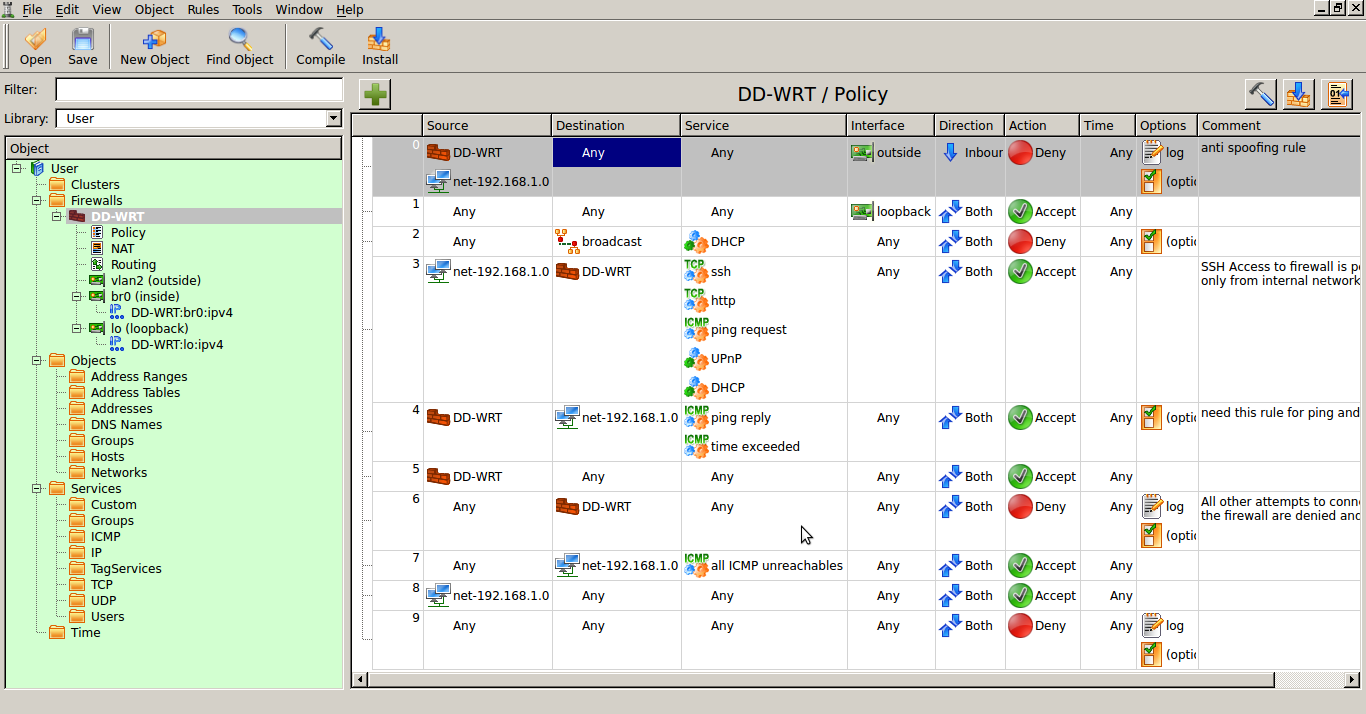 File Edit View Object Rules Tools Window Help
Open Save New Object Find Object Compile Install
Filter:
Library: User
Object
User
Clusters
Firewalls
DD-WRT
Policy
NAT
Routing
vlan2 (outside)
br0 (inside)
DD-WRT:br0:ipv4
lo (loopback)
DD-WRT:lo:ipv4
Objects
Address Ranges
Address Tables
Addresses
DNS Names
Groups
Hosts
Networks
Services
Custom
Groups
ICMP
IP
TagServices
TCP
UDP
Users
Time
DD-WRT / Policy
Source Destination Service Interface Direction Action Time Options Comment
0 DD-WRT Any Any outside Inbour Deny Any log anti spoofing rule
net-192.168.1.0 (optic
1 Any Any Any loopback Both Accept Any
2 Any broadcast DHCP Any Both Deny Any (optic
3 net-192.168.1.0 DD-WRT TCP ssh Any Both Accept Any SSH Access to firewall is pe
only from internal network
TCP http
ICMP ping request
UPnP
DHCP
4 DD-WRT net-192.168.1.0 ICMP ping reply Any Both Accept Any (optic need this rule for ping and
ICMP time exceeded
5 DD-WRT Any Any Any Both Accept Any
6 Any DD-WRT Any Any Both Deny Any log All other attempts to conne
the firewall are denied and
(optic
7 Any net-192.168.1.0 ICMP all ICMP unreachables Any Both Accept Any
8 net-192.168.1.0 Any Any Any Both Accept Any
9 Any Any Any Any Both Deny Any log
(optic